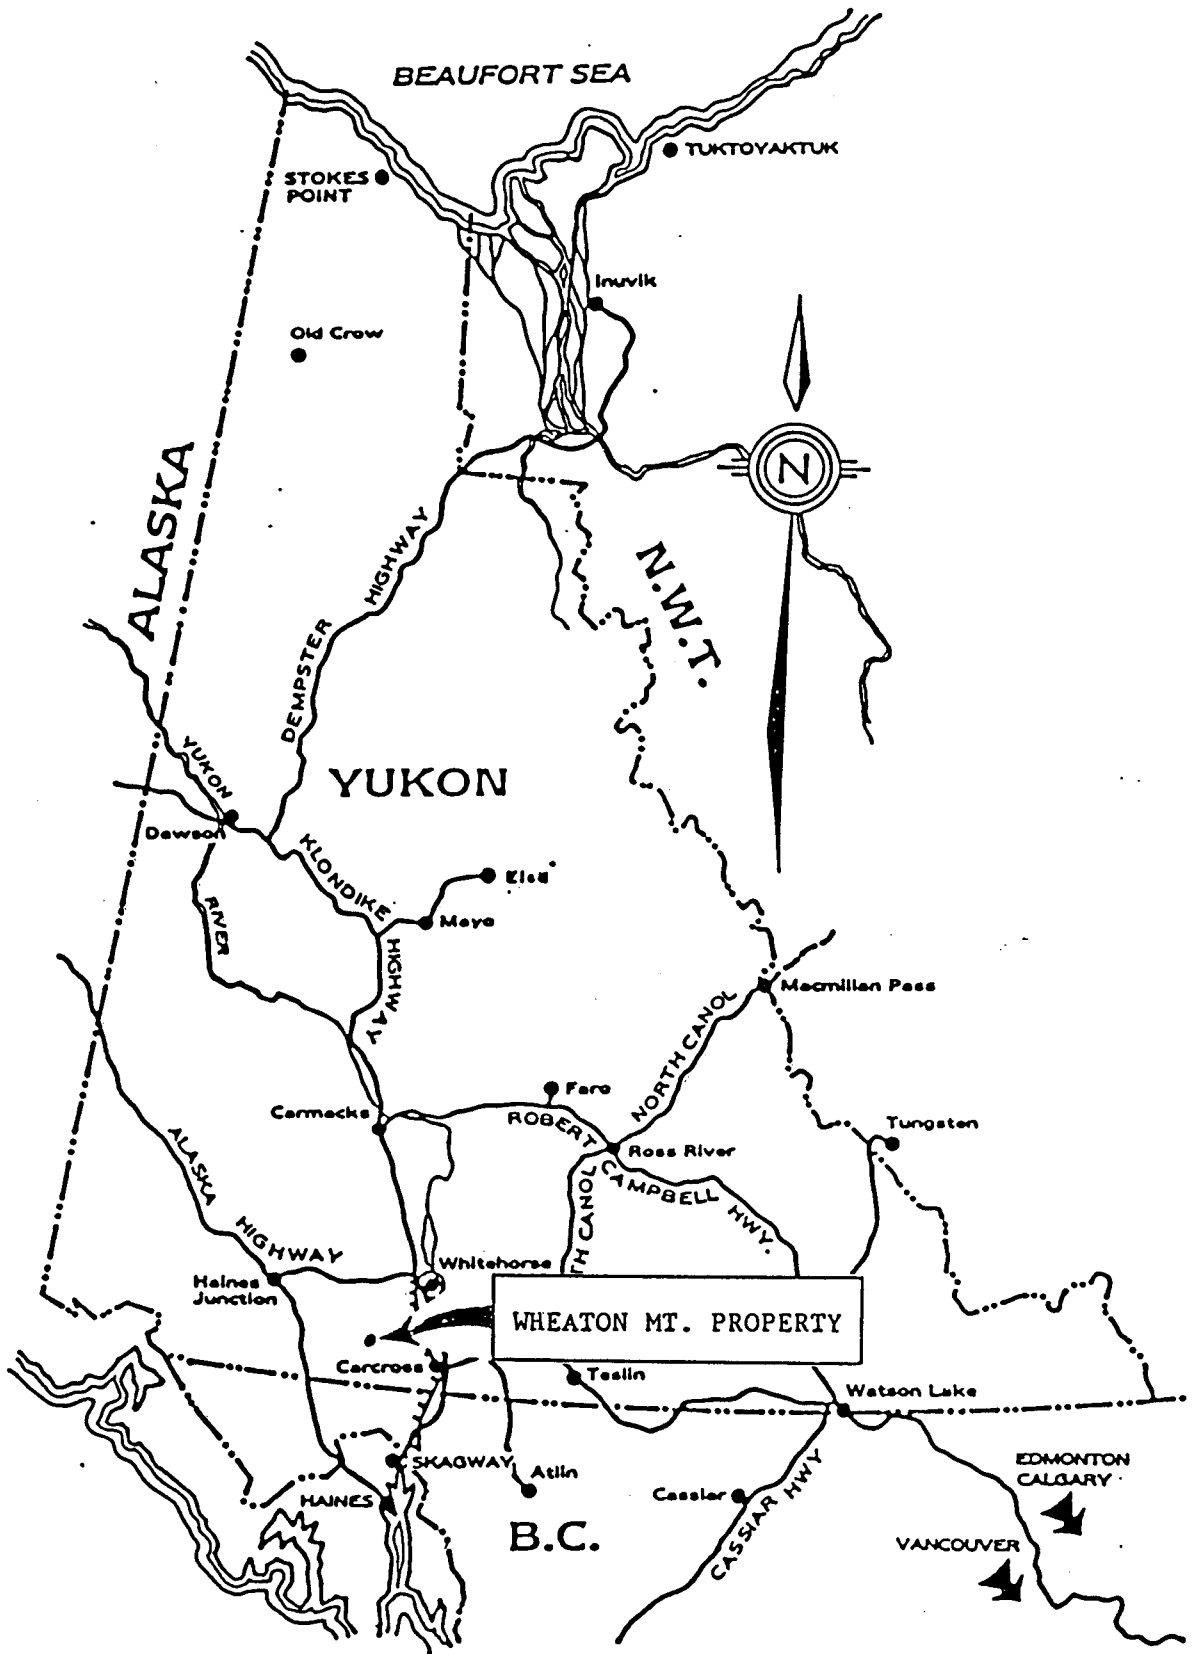 BEAUFORT SEA
TUKTOYAKTUK
STOKES
POINT
Inuvik
Old Crow
N
ALASKA
DEMPSTER HIGHWAY
N.W.T.
YUKON
YUKON
Dawson
KLONDIKE
Mayo
RIVER
HIGHWAY
Macmillan Pass
NORTH CANOL
Faro
Carmacks
ROBERT
Tungsten
Ross River
CAMPBELL HWY.
TH CANOL
ALASKA
HIGHWAY
Whitehorse
Haines
Junction
WHEATON MT. PROPERTY
Carcross
Teslin
Watson Lake
SKAGWAY
Atlin
EDMONTON
CALGARY
Cassiar
HAINES
CASSIAR HWY
B.C.
VANCOUVER